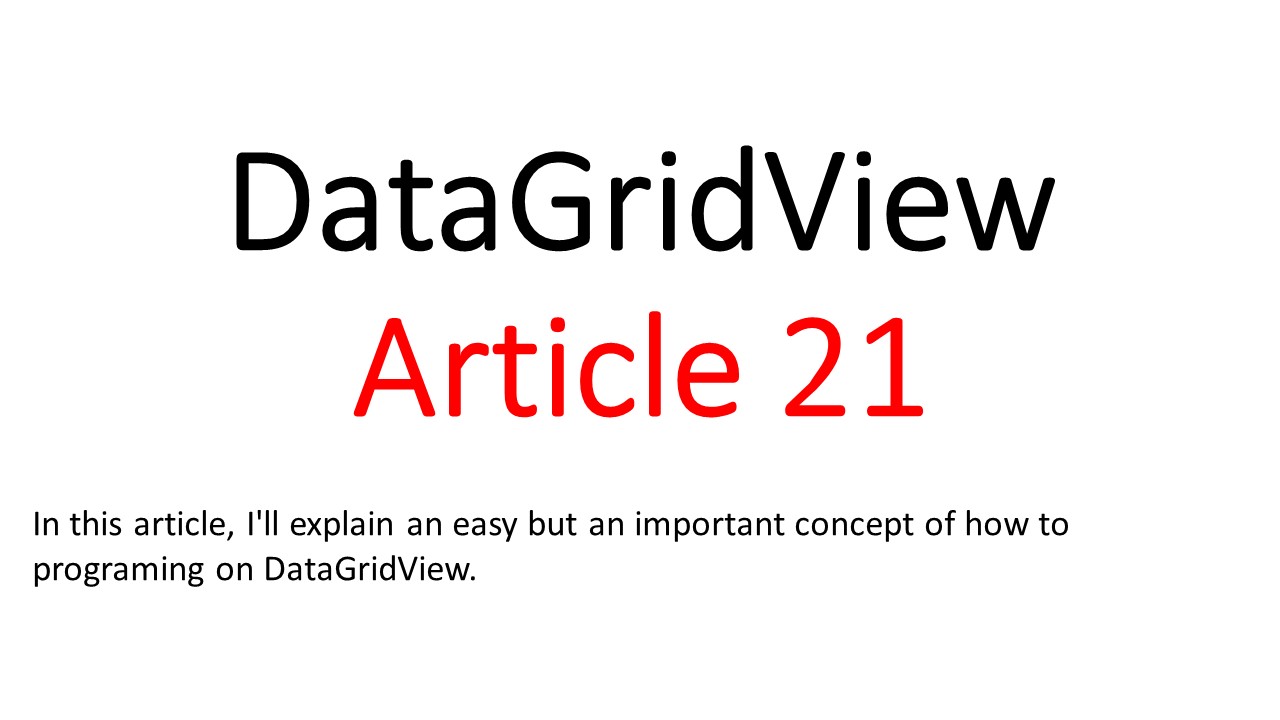 DataGridView
Article 21
In this article, I'll explain an easy but an important concept of how to
programing on DataGridView.